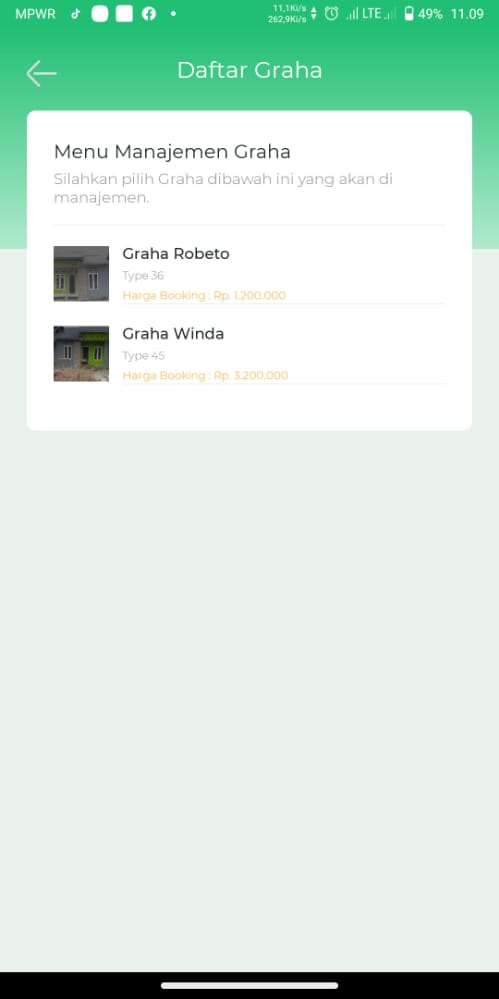 MPWR
11,1K/s
262,9K/s
LTE
49%
11.09
Daftar Graha
Menu Manajemen Graha
Silahkan pilih Graha dibawah ini yang akan di
manajemen.
Graha Robeto
Type 36
Harga Booking : Rp. 1.200.000
Graha Winda
Type 45
Harga Booking : Rp. 3.200.000